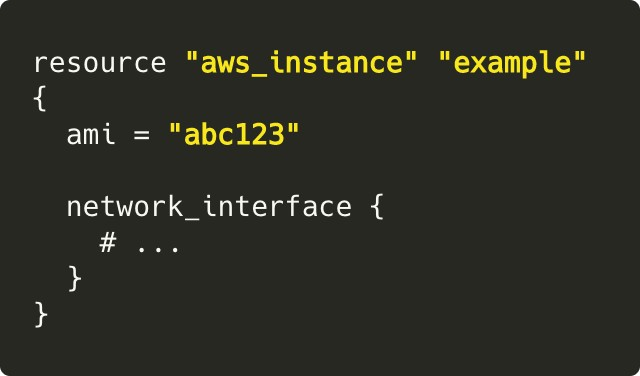 resource "aws_instance" "example"
{
  ami = "abc123"

  network_interface {
    # ...
  }
}